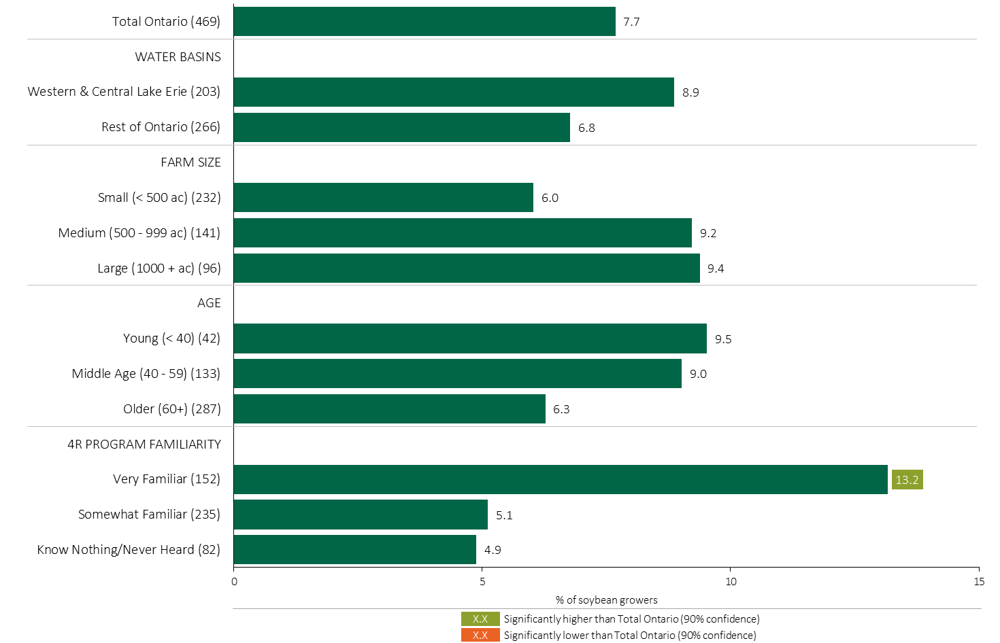 Total Ontario (469) 7.7
WATER BASINS
Western & Central Lake Erie (203) 8.9
Rest of Ontario (266) 6.8
FARM SIZE
Small (< 500 ac) (232) 6.0
Medium (500 - 999 ac) (141) 9.2
Large (1000 + ac) (96) 9.4
AGE
Young (< 40) (42) 9.5
Middle Age (40 - 59) (133) 9.0
Older (60+) (287) 6.3
4R PROGRAM FAMILIARITY
Very Familiar (152) 13.2
Somewhat Familiar (235) 5.1
Know Nothing/Never Heard (82) 4.9
0 5 10 15
% of soybean growers
X.X Significantly higher than Total Ontario (90% confidence)
X.X Significantly lower than Total Ontario (90% confidence)